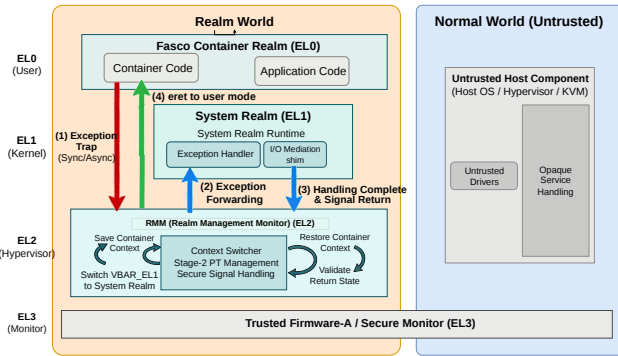 Realm World
Normal World (Untrusted)
EL0
(User)
Fasco Container Realm (EL0)
Container Code
Application Code
(4) eret to user mode
Untrusted Host Component
(Host OS / Hypervisor / KVM)
EL1
(Kernel)
(1) Exception
Trap
(Sync/Async)
System Realm (EL1)
System Realm Runtime
Exception Handler
I/O Mediation
shim
Untrusted
Drivers
Opaque
Service
Handling
(2) Exception
Forwarding
(3) Handling Complete
& Signal Return
EL2
(Hypervisor)
RMM (Realm Management Monitor) (EL2)
Save Container
Context
Switch VBAR_EL1
to System Realm
Context Switcher
Stage-2 PT Management
Secure Signal Handling
Restore Container
Context
Validate
Return State
EL3
(Monitor)
Trusted Firmware-A / Secure Monitor (EL3)